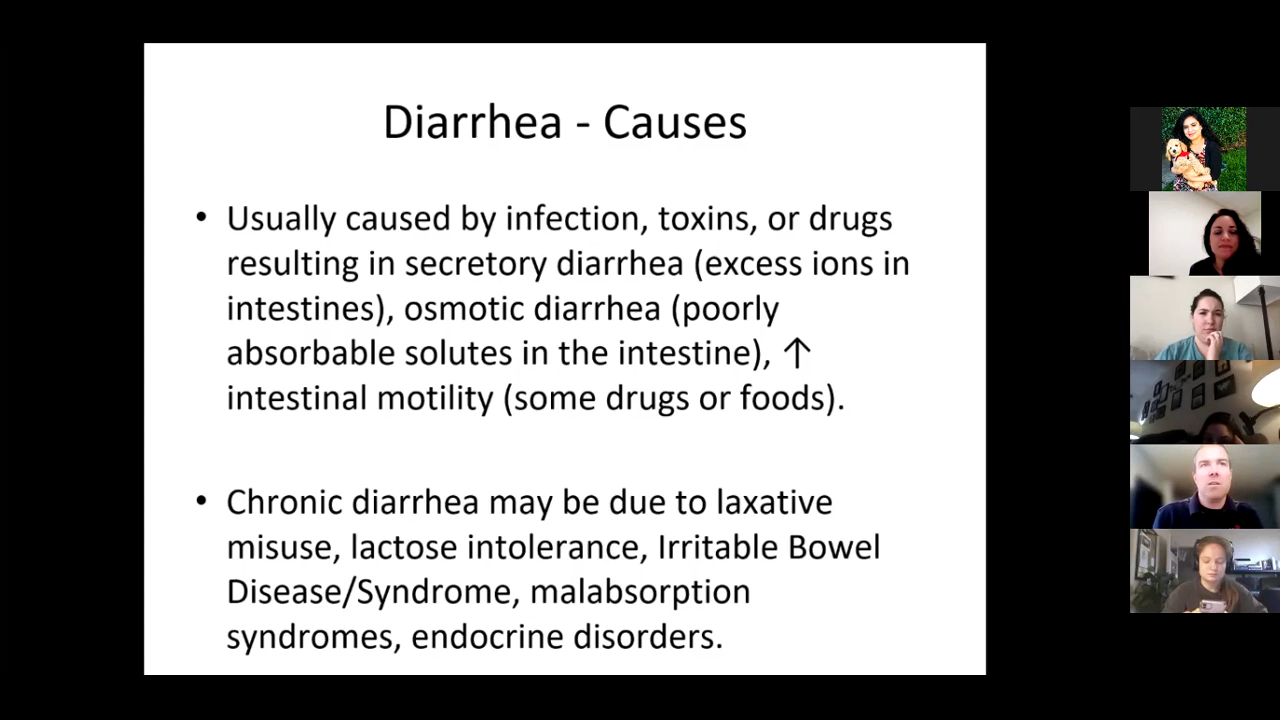 Diarrhea - Causes
• Usually caused by infection, toxins, or drugs
resulting in secretory diarrhea (excess ions in
intestines), osmotic diarrhea (poorly
absorbable solutes in the intestine), ↑
intestinal motility (some drugs or foods).
• Chronic diarrhea may be due to laxative
misuse, lactose intolerance, Irritable Bowel
Disease/Syndrome, malabsorption
syndromes, endocrine disorders.